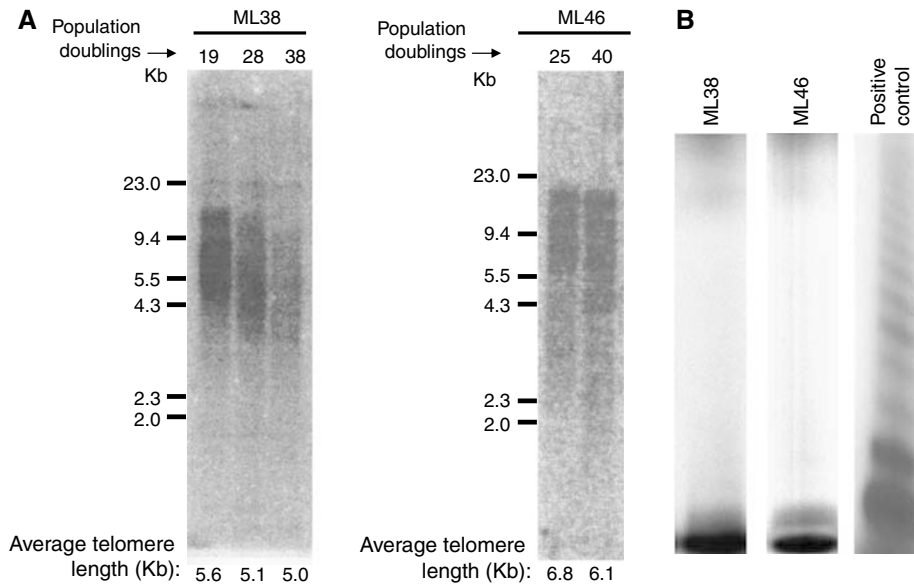 A
ML38
Population
doublings
19 28 38
Kb
23.0
9.4
5.5
4.3
2.3
2.0
Average telomere
length (Kb):
5.6 5.1 5.0
ML46
Population
doublings
25 40
Kb
23.0
9.4
5.5
4.3
2.3
2.0
Average telomere
length (Kb):
6.8 6.1
B
ML38
ML46
Positive
control